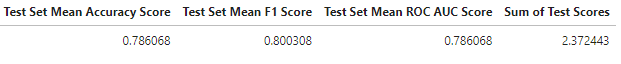 Test Set Mean Accuracy Score Test Set Mean F1 Score Test Set Mean ROC AUC Score Sum of Test Scores
0.786068 0.800308 0.786068 2.372443